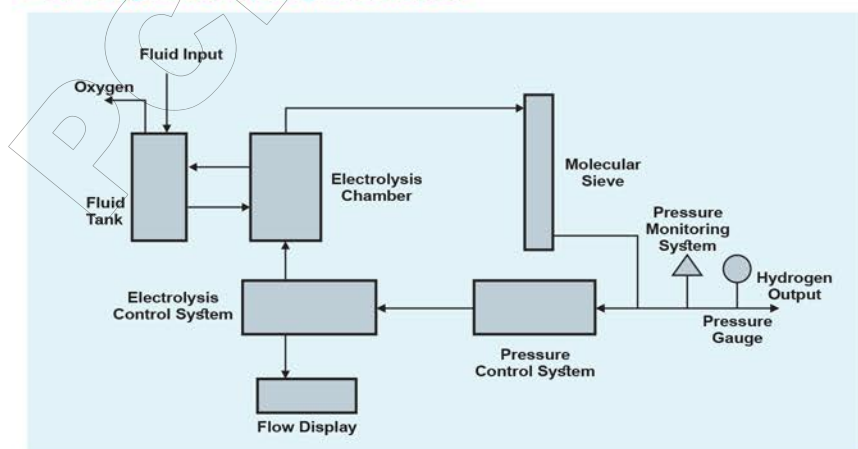 Fluid Input
Oxygen
Fluid
Tank
Electrolysis
Chamber
Molecular
Sieve
Pressure
Monitoring
System
Hydrogen
Output
Pressure
Gauge
Electrolysis
Control System
Pressure
Control System
Flow Display